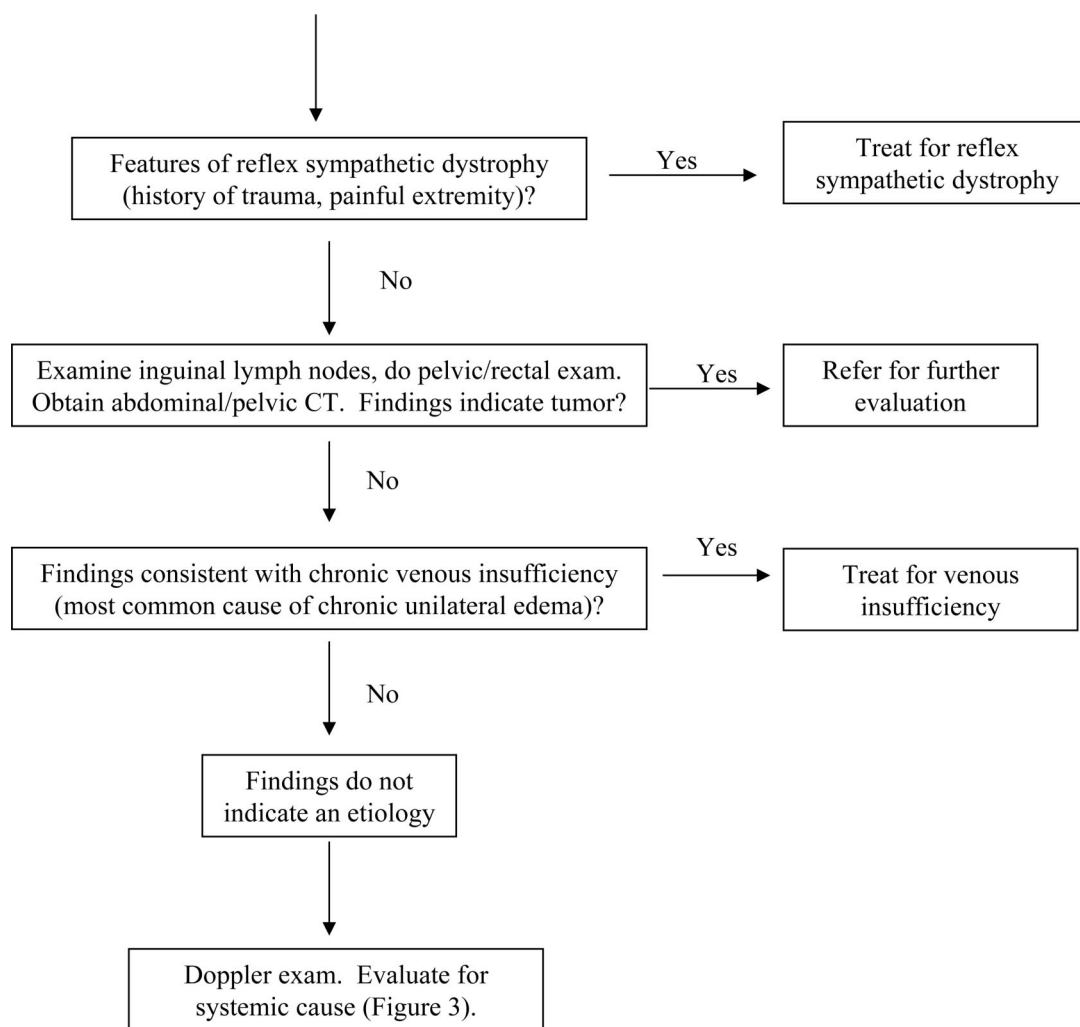 Features of reflex sympathetic dystrophy
(history of trauma, painful extremity)?
Yes
Treat for reflex
sympathetic dystrophy
No
Examine inguinal lymph nodes, do pelvic/rectal exam.
Obtain abdominal/pelvic CT.  Findings indicate tumor?
Yes
Refer for further
evaluation
No
Findings consistent with chronic venous insufficiency
(most common cause of chronic unilateral edema)?
Yes
Treat for venous
insufficiency
No
Findings do not
indicate an etiology
Doppler exam.  Evaluate for
systemic cause (Figure 3).